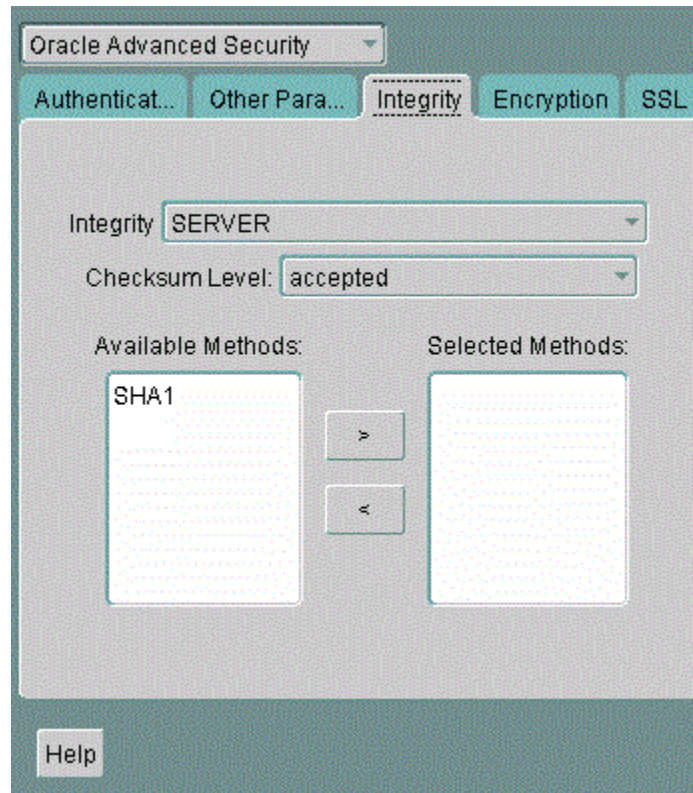 Oracle Advanced Security
Authenticat... Other Para... Integrity Encryption SSL
Integrity SERVER
Checksum Level: accepted
Available Methods: Selected Methods:
SHA1
>
<
Help